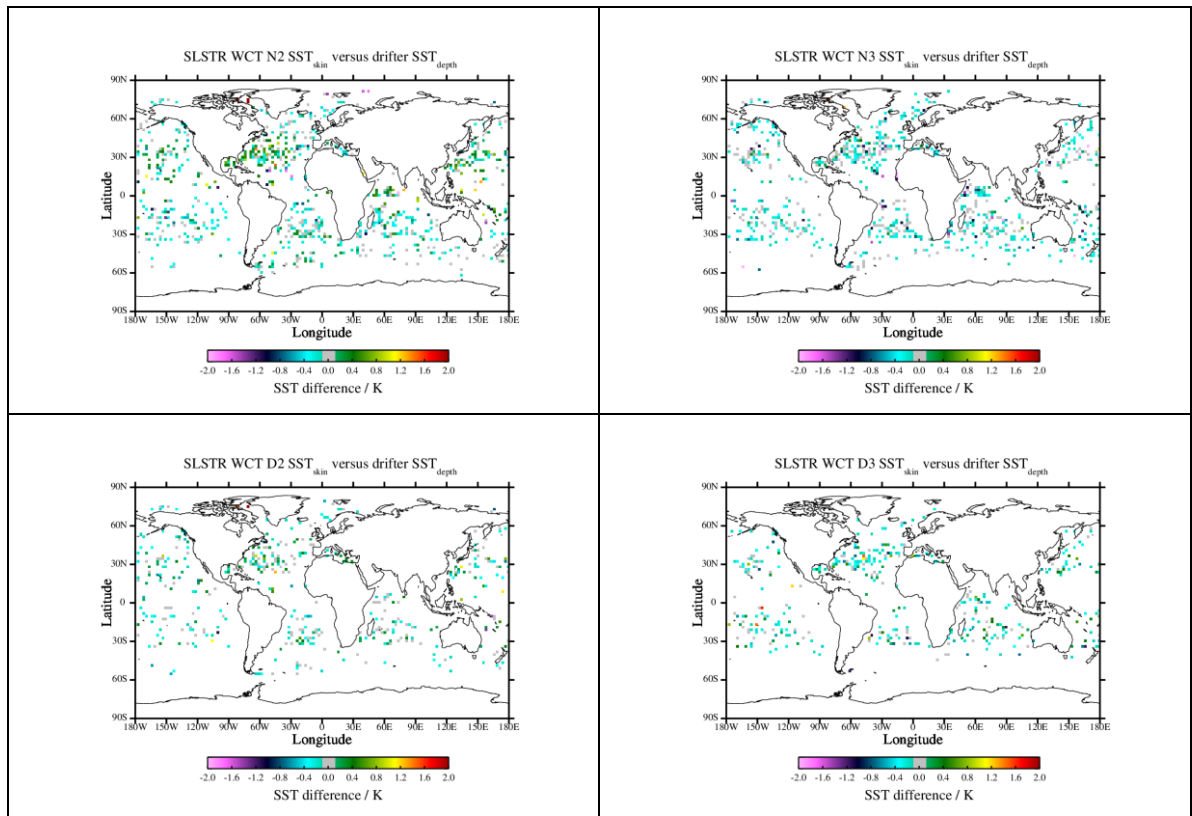 SLSTR WCT N2 SST_skin versus drifter SST_depth
90N
60N
30N
0
30S
60S
90S
Latitude
180W 150W 120W 90W 60W 30W 0 30E 60E 90E 120E 150E 180E
Longitude
-2.0 -1.6 -1.2 -0.8 -0.4 0.0 0.4 0.8 1.2 1.6 2.0
SST difference / K
SLSTR WCT N3 SST_skin versus drifter SST_depth
90N
60N
30N
0
30S
60S
90S
Latitude
180W 150W 120W 90W 60W 30W 0 30E 60E 90E 120E 150E 180E
Longitude
-2.0 -1.6 -1.2 -0.8 -0.4 0.0 0.4 0.8 1.2 1.6 2.0
SST difference / K
SLSTR WCT D2 SST_skin versus drifter SST_depth
90N
60N
30N
0
30S
60S
90S
Latitude
180W 150W 120W 90W 60W 30W 0 30E 60E 90E 120E 150E 180E
Longitude
-2.0 -1.6 -1.2 -0.8 -0.4 0.0 0.4 0.8 1.2 1.6 2.0
SST difference / K
SLSTR WCT D3 SST_skin versus drifter SST_depth
90N
60N
30N
0
30S
60S
90S
Latitude
180W 150W 120W 90W 60W 30W 0 30E 60E 90E 120E 150E 180E
Longitude
-2.0 -1.6 -1.2 -0.8 -0.4 0.0 0.4 0.8 1.2 1.6 2.0
SST difference / K